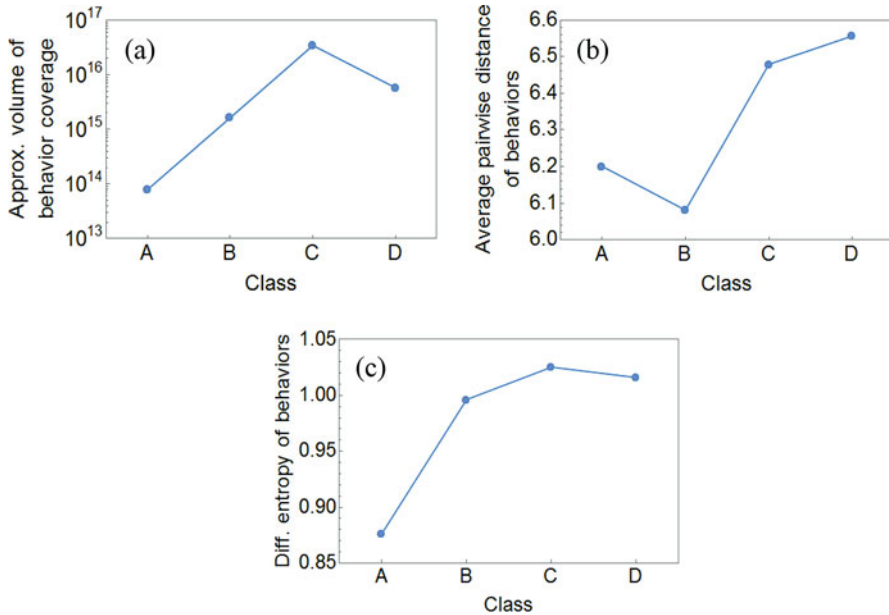 (a)
Approx. volume of
behavior coverage
10^17
10^16
10^15
10^14
10^13
A B C D
Class
(b)
Average pairwise distance
of behaviors
6.6
6.5
6.4
6.3
6.2
6.1
6.0
A B C D
Class
(c)
Diff. entropy of behaviors
1.05
1.00
0.95
0.90
0.85
A B C D
Class